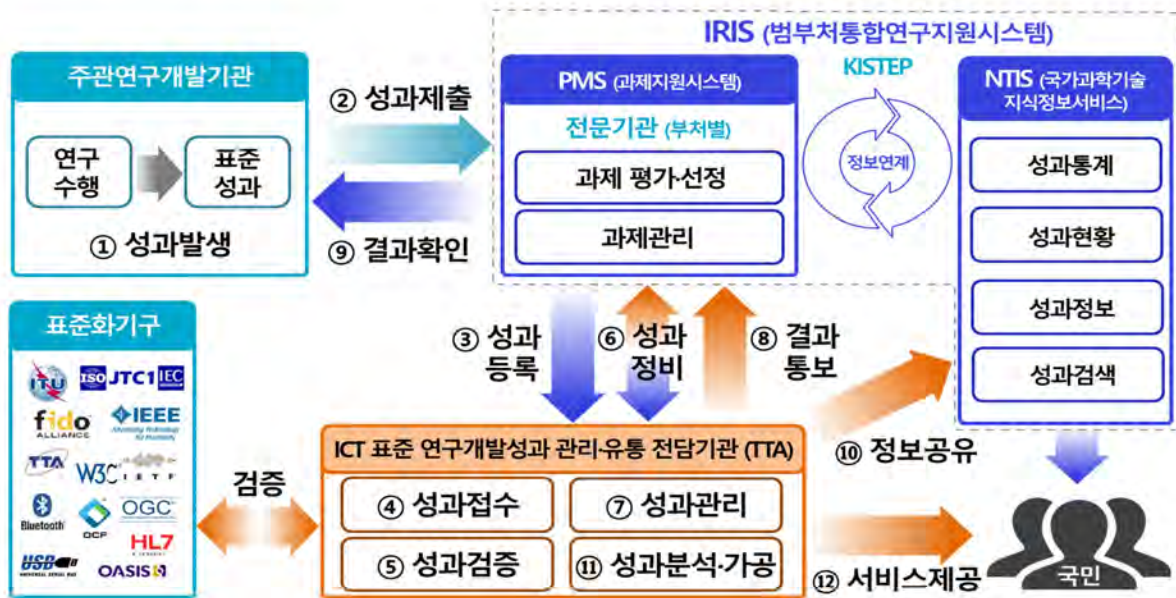 IRIS (범부처통합연구지원시스템)
주관연구개발기관
연구
수행
표준
성과
① 성과발생
② 성과제출
⑨ 결과확인
PMS (과제지원시스템)
전문기관 (부처별)
과제 평가·선정
과제관리
KISTEP
정보연계
NTIS (국가과학기술
지식정보서비스)
성과통계
성과현황
성과정보
성과검색
③ 성과
등록
⑥ 성과
정비
⑧ 결과
통보
표준화기구
ITU
ISO JTC1 IEC
fido
ALLIANCE
IEEE
Advancing Technology
for Humanity
TTA
W3C
IETF
Bluetooth
OCF
OGC
HL7
USB
UNIVERSAL SERIAL BUS
OASIS
검증
ICT 표준 연구개발성과 관리·유통 전담기관 (TTA)
④ 성과접수
⑦ 성과관리
⑤ 성과검증
⑪ 성과분석·가공
⑩ 정보공유
⑫ 서비스제공
국민